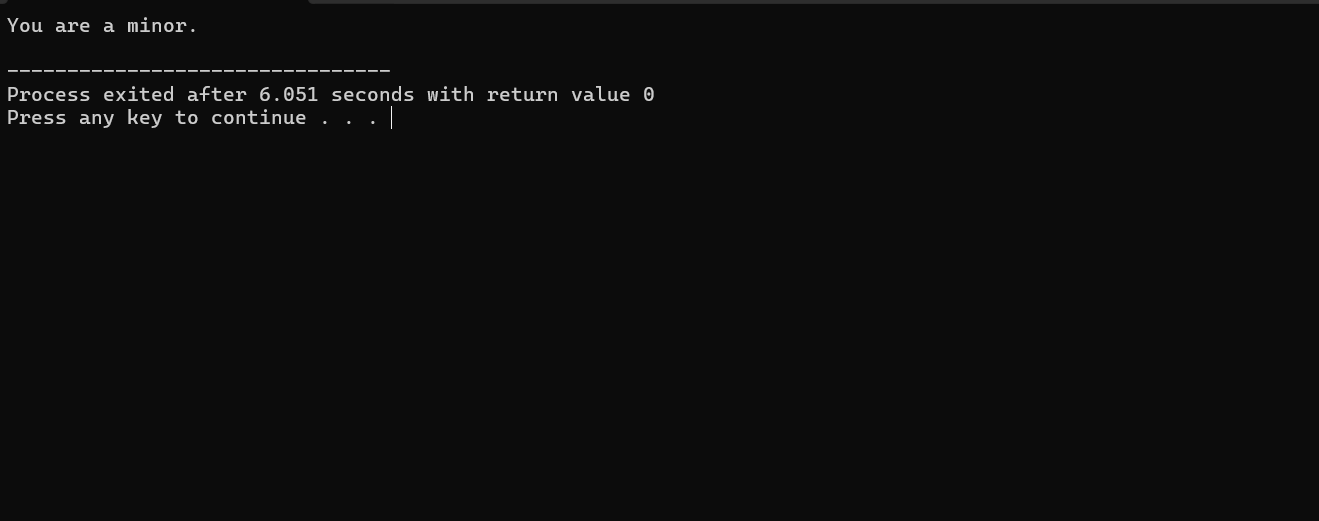 You are a minor.
--------------------------------
Process exited after 6.051 seconds with return value 0
Press any key to continue . . .